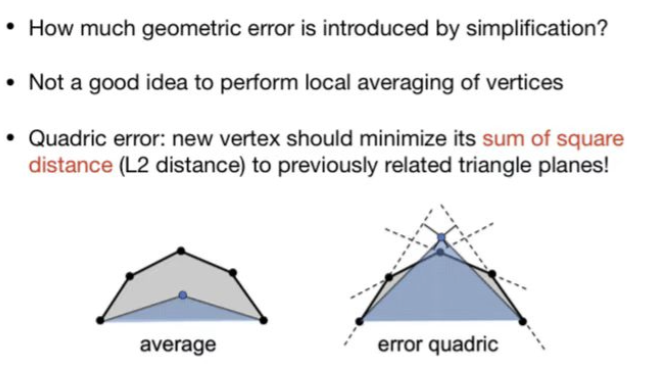 • How much geometric error is introduced by simplification?
• Not a good idea to perform local averaging of vertices
• Quadric error: new vertex should minimize its sum of square
distance (L2 distance) to previously related triangle planes!
average
error quadric